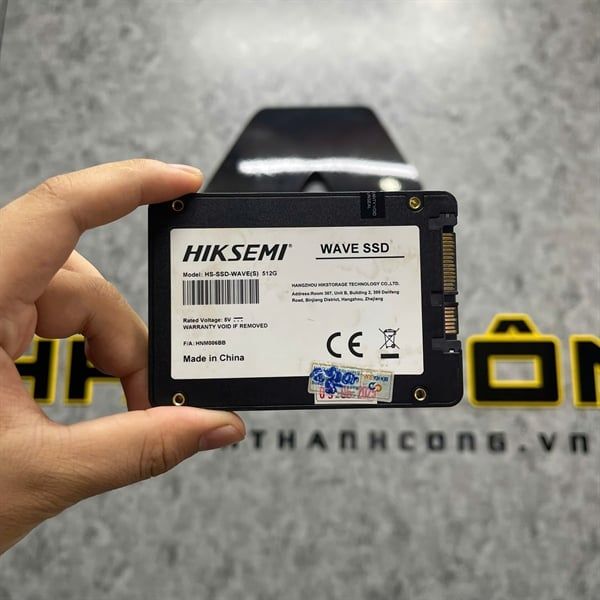 HIKSEMI®
WAVE SSD
Model: HS-SSD-WAVE(S) 512G
HANGZHOU HIKSTORAGE TECHNOLOGY CO.,LTD.
Address:Room 307, Unit B, Building 2, 399 Danfeng
Road, Binjiang District, Hangzhou, Zhejiang
Rated Voltage: 5V
WARRANTY VOID IF REMOVED
F/A: HNM006BB
CE
Made in China
THANHCONG.VN